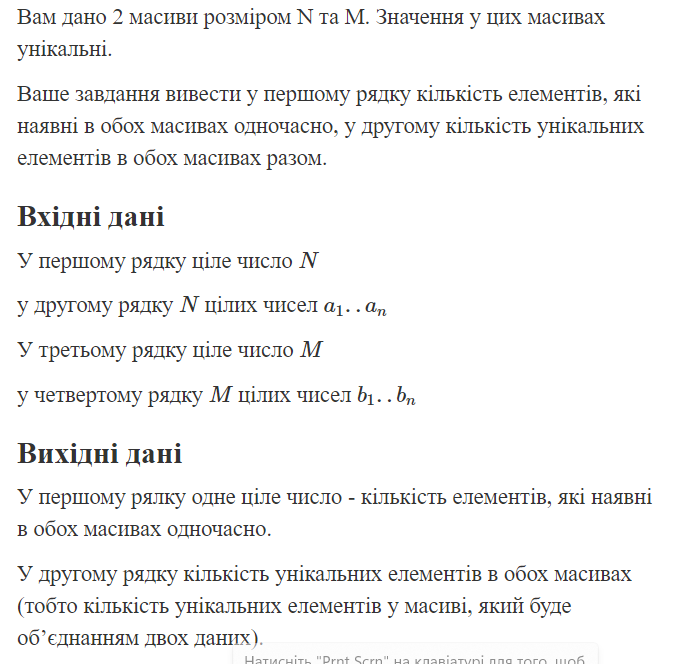 Вам дано 2 масиви розміром N та M. Значення у цих масивах
унікальні.
Ваше завдання вивести у першому рядку кількість елементів, які
наявні в обох масивах одночасно, у другому кількість унікальних
елементів в обох масивах разом.
Вхідні дані
У першому рядку ціле число N
у другому рядку N цілих чисел a₁. . aₙ
У третьому рядку ціле число M
у четвертому рядку M цілих чисел b₁. . bₙ
Вихідні дані
У першому рялку одне ціле число - кількість елементів, які наявні
в обох масивах одночасно.
У другому рядку кількість унікальних елементів в обох масивах
(тобто кількість унікальних елементів у масиві, який буде
об’єднанням двох даних).
Натисніть "Prnt Scrn" на клавіатурі для того, щоб